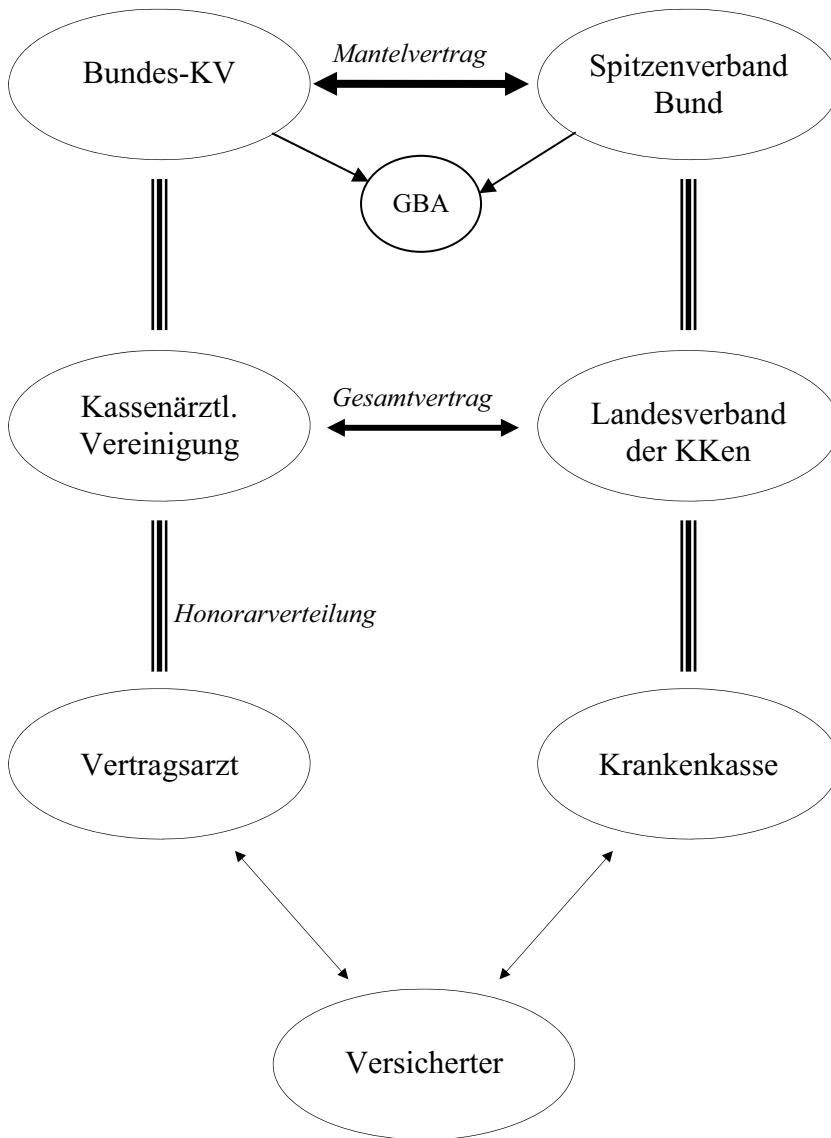 Bundes-KV
Mantelvertrag
Spitzenverband
Bund
GBA
Kassenärztl.
Vereinigung
Gesamtvertrag
Landesverband
der KKen
Honorarverteilung
Vertragsarzt
Krankenkasse
Versicherter